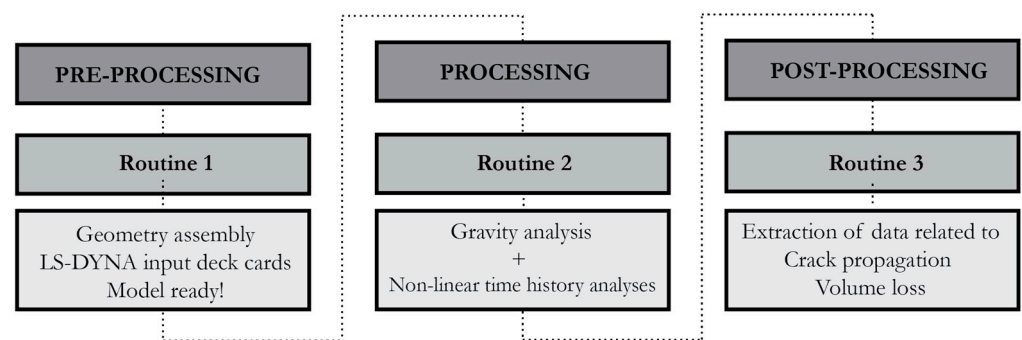 PRE-PROCESSING
Routine 1
Geometry assembly
LS-DYNA input deck cards
Model ready!
PROCESSING
Routine 2
Gravity analysis
+
Non-linear time history analyses
POST-PROCESSING
Routine 3
Extraction of data related to
Crack propagation
Volume loss